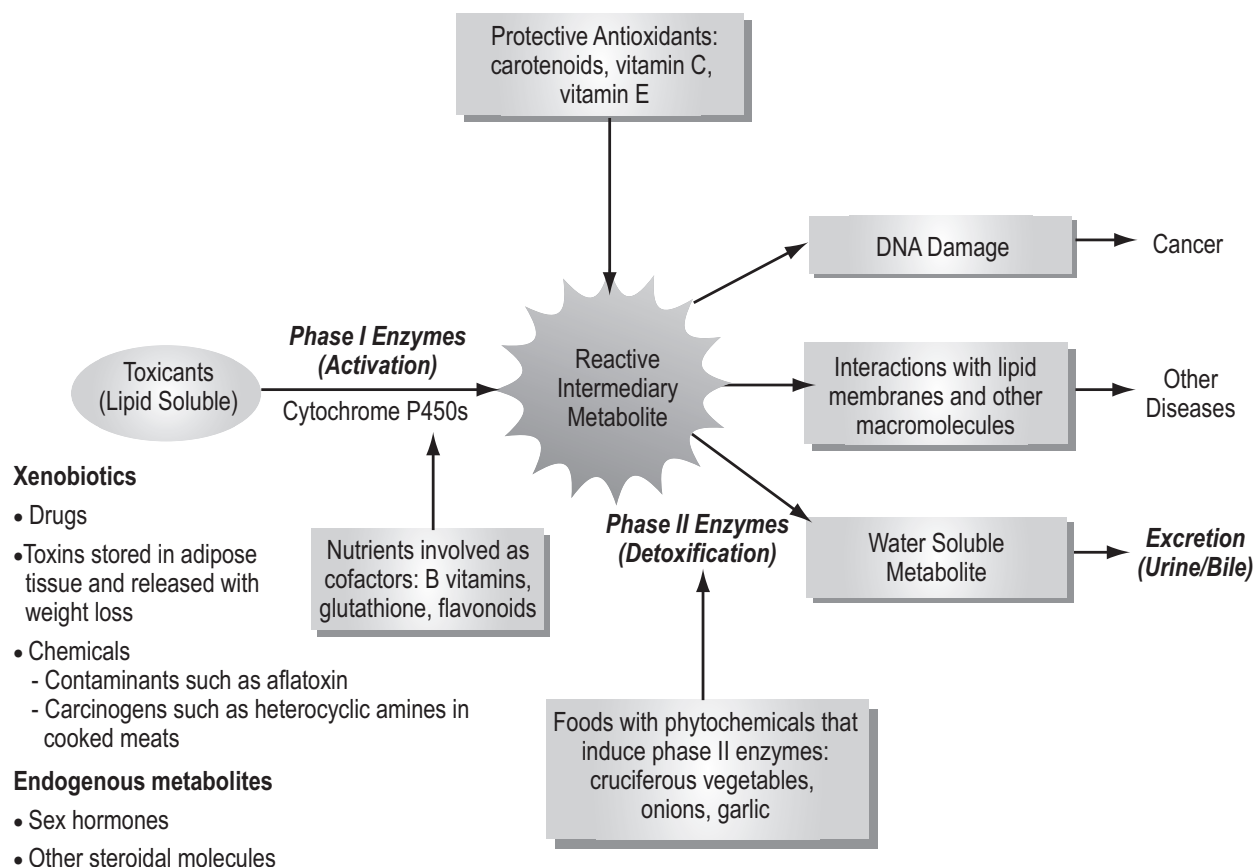 Protective Antioxidants:
carotenoids, vitamin C,
vitamin E
DNA Damage
Cancer
Phase I Enzymes
(Activation)
Toxicants
(Lipid Soluble)
Cytochrome P450s
Reactive
Intermediary
Metabolite
Interactions with lipid
membranes and other
macromolecules
Other
Diseases
Xenobiotics
• Drugs
•Toxins stored in adipose
tissue and released with
weight loss
• Chemicals
- Contaminants such as aflatoxin
- Carcinogens such as heterocyclic amines in
cooked meats
Endogenous metabolites
• Sex hormones
• Other steroidal molecules
Nutrients involved as
cofactors: B vitamins,
glutathione, flavonoids
Phase II Enzymes
(Detoxification)
Water Soluble
Metabolite
Excretion
(Urine/Bile)
Foods with phytochemicals that
induce phase II enzymes:
cruciferous vegetables,
onions, garlic